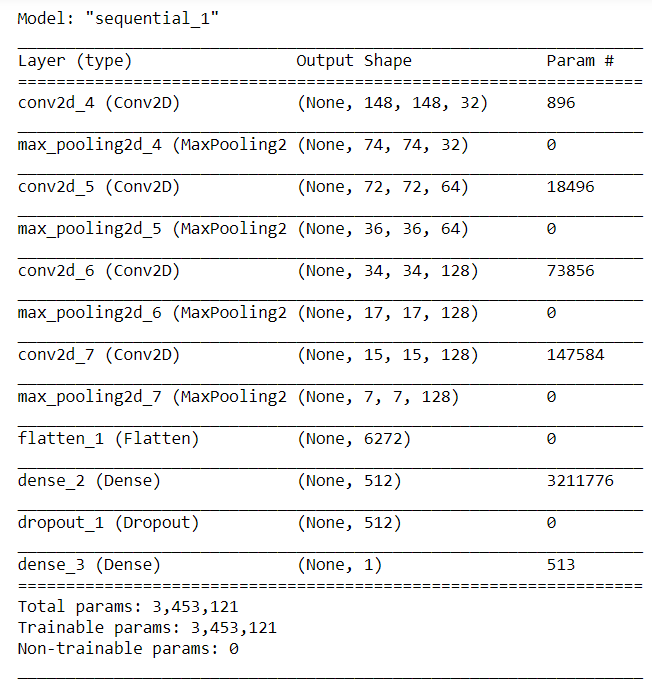 Model: "sequential_1"
Layer (type) Output Shape Param #
conv2d_4 (Conv2D) (None, 148, 148, 32) 896
max_pooling2d_4 (MaxPooling2 (None, 74, 74, 32) 0
conv2d_5 (Conv2D) (None, 72, 72, 64) 18496
max_pooling2d_5 (MaxPooling2 (None, 36, 36, 64) 0
conv2d_6 (Conv2D) (None, 34, 34, 128) 73856
max_pooling2d_6 (MaxPooling2 (None, 17, 17, 128) 0
conv2d_7 (Conv2D) (None, 15, 15, 128) 147584
max_pooling2d_7 (MaxPooling2 (None, 7, 7, 128) 0
flatten_1 (Flatten) (None, 6272) 0
dense_2 (Dense) (None, 512) 3211776
dropout_1 (Dropout) (None, 512) 0
dense_3 (Dense) (None, 1) 513
Total params: 3,453,121
Trainable params: 3,453,121
Non-trainable params: 0